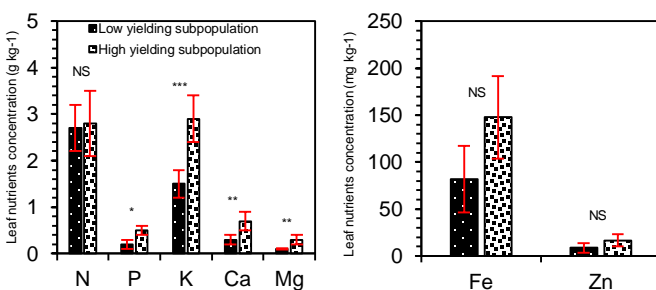 Leaf nutrients concentration (g kg-1)
5
4
3
2
1
0
Low yielding subpopulation
High yielding subpopulation
NS
*
***
**
**
N P K Ca Mg
Leaf nutrients concentration (mg kg-1)
250
200
150
100
50
0
NS
NS
Fe Zn